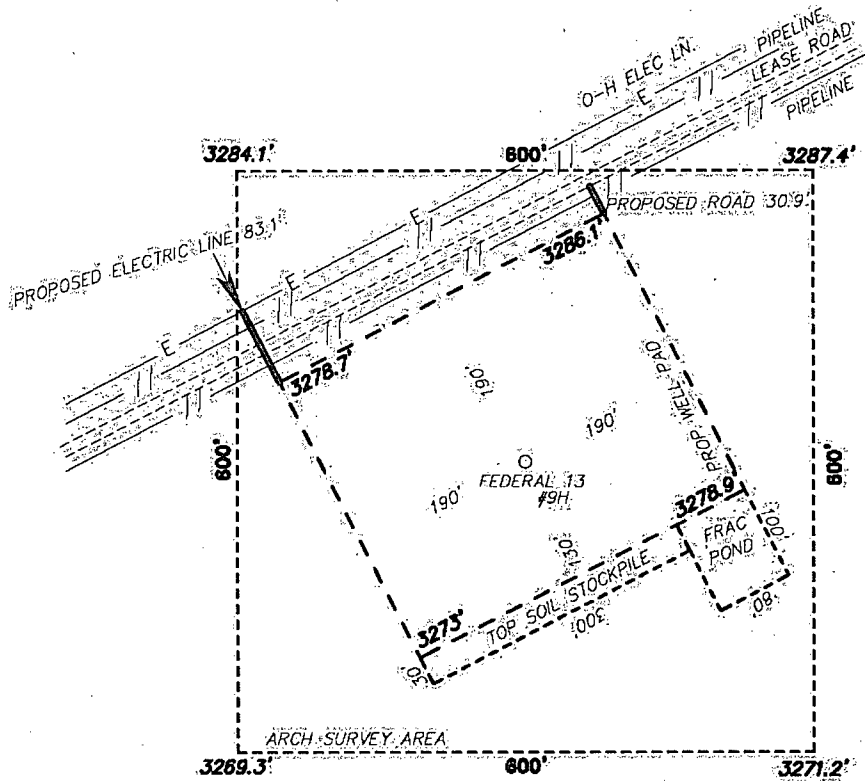 O-H ELEC LN.
PIPELINE
LEASE ROAD
PIPELINE
E
3284.1'
600'
3287.4'
PROPOSED ROAD 30.9'
E
3286.1'
PROPOSED ELECTRIC LINE 83.1'
E
E
3278.7'
190'
PROP WELL PAD
190'
600'
600'
FEDERAL 13
#9H
190'
3278.9
130'
FRAC
POND
100'
TOP SOIL STOCKPILE
3273'
300'
80'
30'
ARCH SURVEY AREA
3269.3'
600'
3271.2'